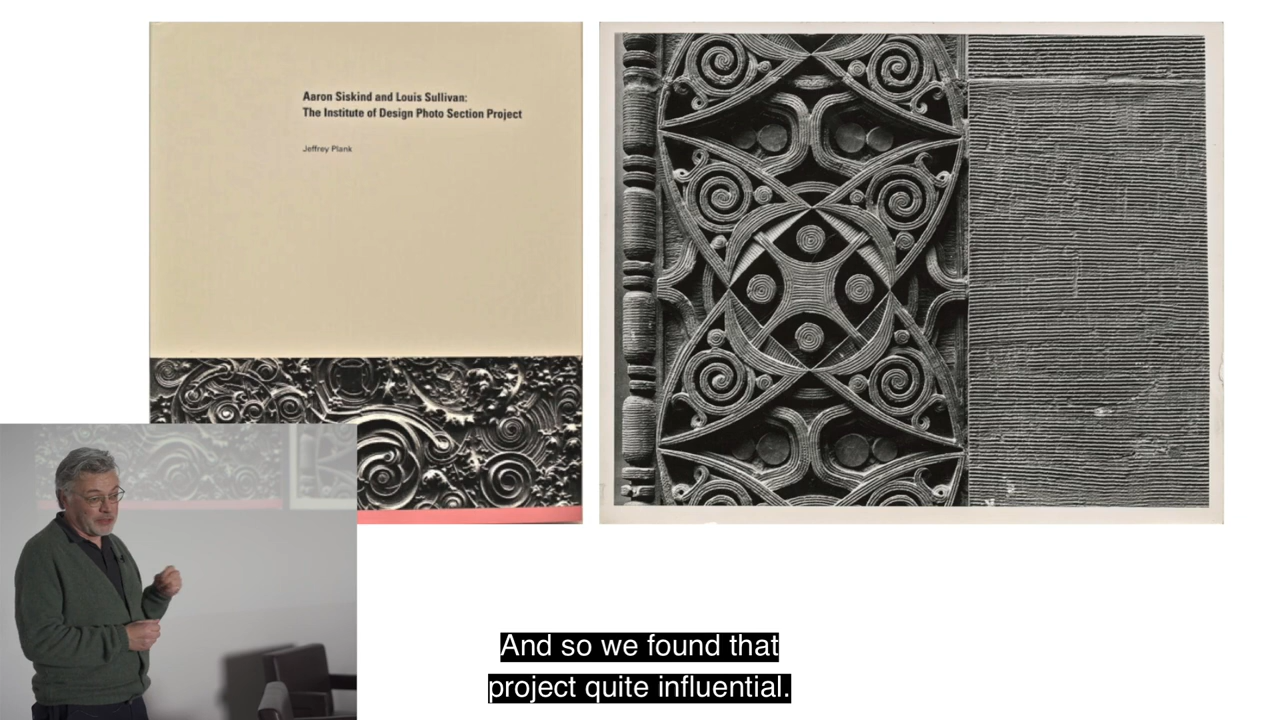 Aaron Siskind and Louis Sullivan:
The Institute of Design Photo Section Project
Jeffrey Plank
And so we found that
project quite influential.